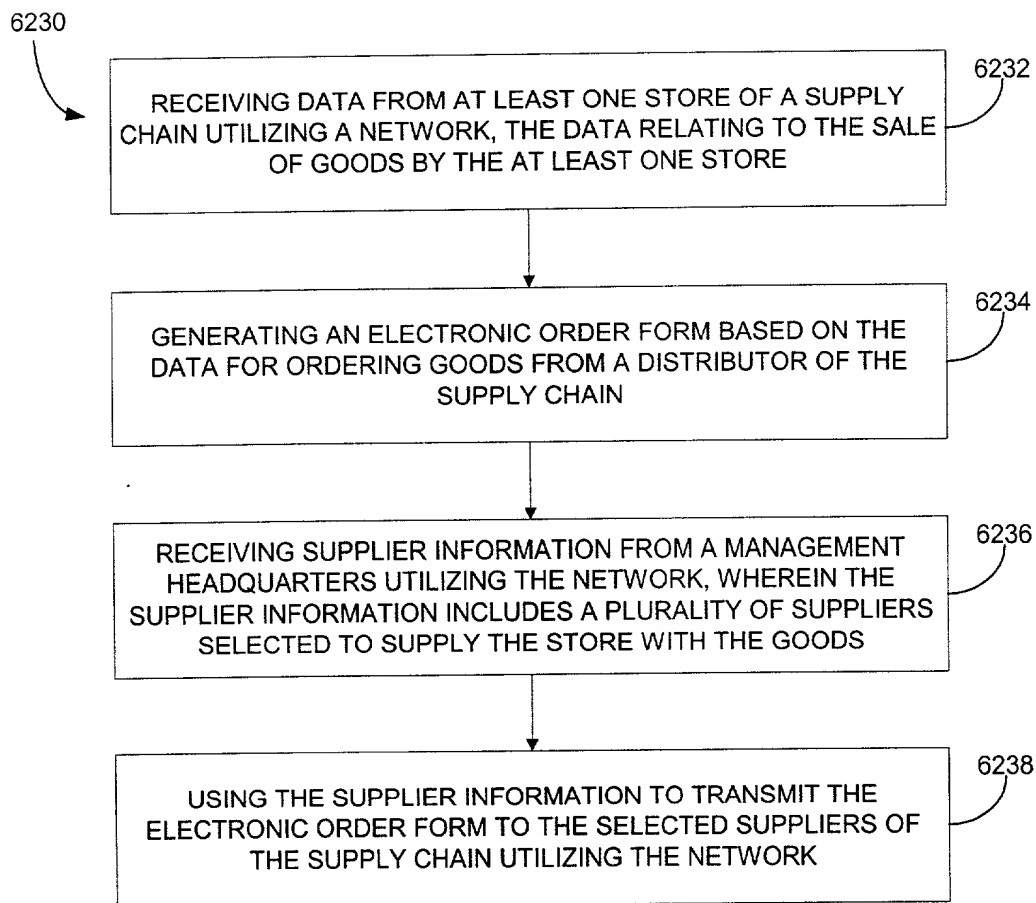 6230
6232
RECEIVING DATA FROM AT LEAST ONE STORE OF A SUPPLY
CHAIN UTILIZING A NETWORK, THE DATA RELATING TO THE SALE
OF GOODS BY THE AT LEAST ONE STORE
6234
GENERATING AN ELECTRONIC ORDER FORM BASED ON THE
DATA FOR ORDERING GOODS FROM A DISTRIBUTOR OF THE
SUPPLY CHAIN
6236
RECEIVING SUPPLIER INFORMATION FROM A MANAGEMENT
HEADQUARTERS UTILIZING THE NETWORK, WHEREIN THE
SUPPLIER INFORMATION INCLUDES A PLURALITY OF SUPPLIERS
SELECTED TO SUPPLY THE STORE WITH THE GOODS
6238
USING THE SUPPLIER INFORMATION TO TRANSMIT THE
ELECTRONIC ORDER FORM TO THE SELECTED SUPPLIERS OF
THE SUPPLY CHAIN UTILIZING THE NETWORK